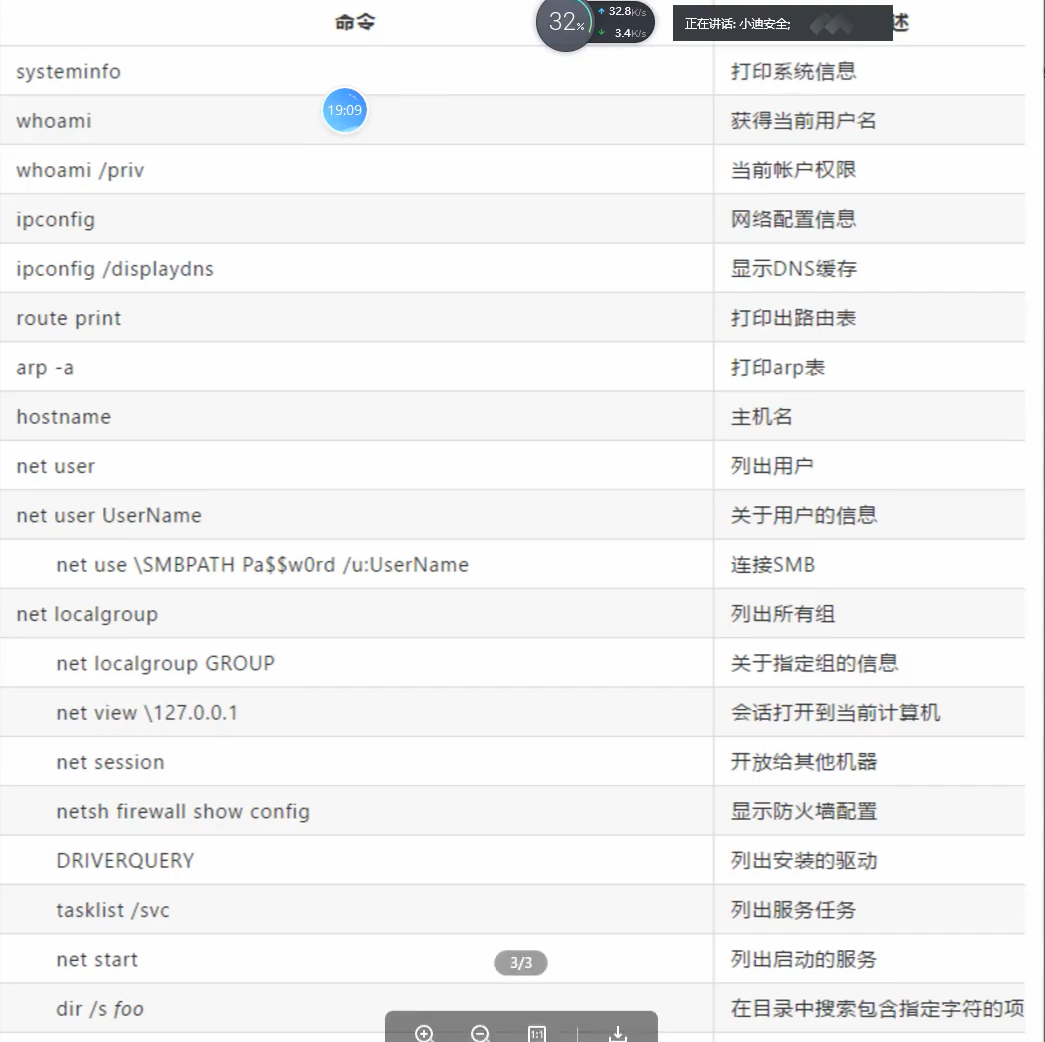 命令
32%
32.8K/s
3.4K/s
正在讲话: 小迪安全;
述
systeminfo 打印系统信息
19:09
whoami 获得当前用户名
whoami /priv 当前帐户权限
ipconfig 网络配置信息
ipconfig /displaydns 显示DNS缓存
route print 打印出路由表
arp -a 打印arp表
hostname 主机名
net user 列出用户
net user UserName 关于用户的信息
net use \SMBPATH Pa$$w0rd /u:UserName 连接SMB
net localgroup 列出所有组
net localgroup GROUP 关于指定组的信息
net view \127.0.0.1 会话打开到当前计算机
net session 开放给其他机器
netsh firewall show config 显示防火墙配置
DRIVERQUERY 列出安装的驱动
tasklist /svc 列出服务任务
net start 列出启动的服务
3/3
dir /s foo 在目录中搜索包含指定字符的项
1:1